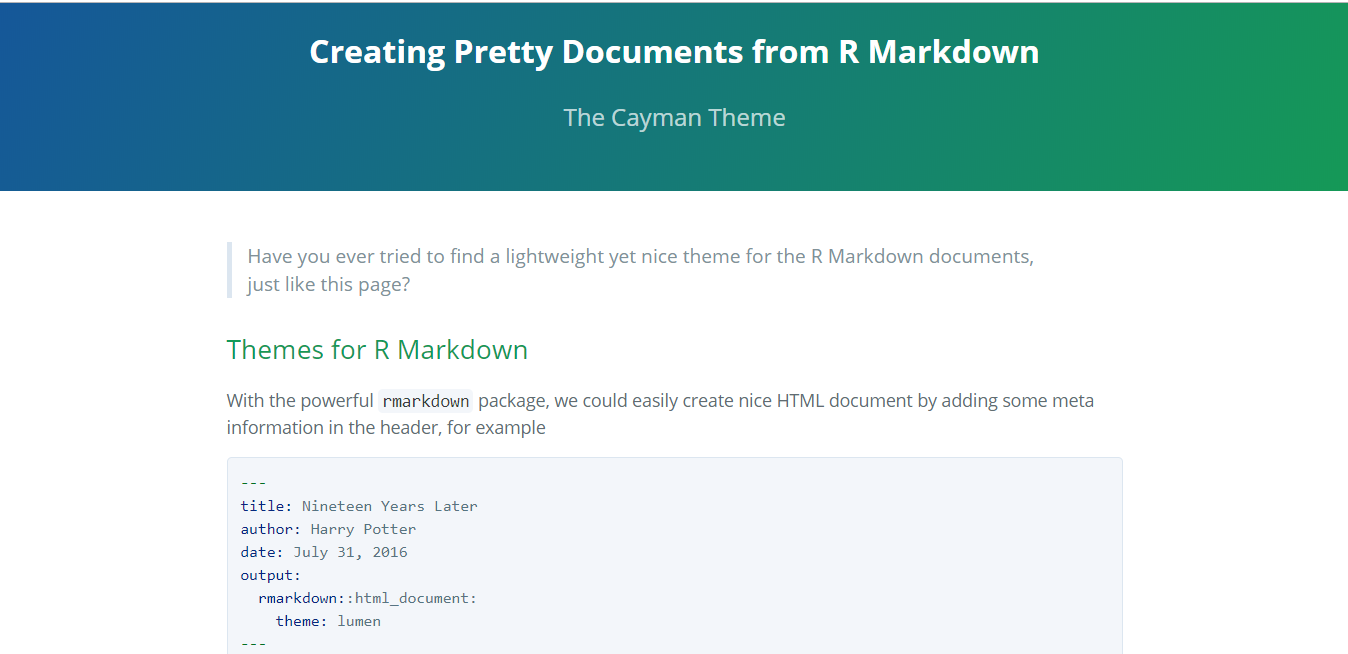 Creating Pretty Documents from R Markdown
The Cayman Theme
Have you ever tried to find a lightweight yet nice theme for the R Markdown documents,
just like this page?
Themes for R Markdown
With the powerful rmarkdown package, we could easily create nice HTML document by adding some meta
information in the header, for example
---
title: Nineteen Years Later
author: Harry Potter
date: July 31, 2016
output:
  rmarkdown::html_document:
    theme: lumen
---